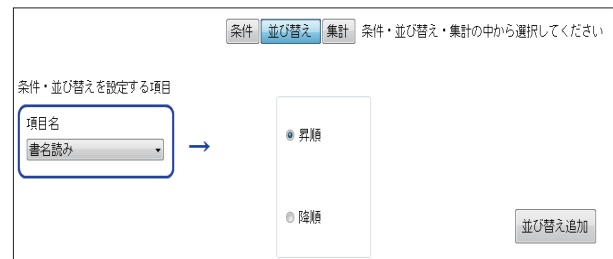 条件 並び替え 集計 条件・並び替え・集計の中から選択してください
条件・並び替えを設定する項目
項目名
書名読み
→
昇順
降順
並び替え追加